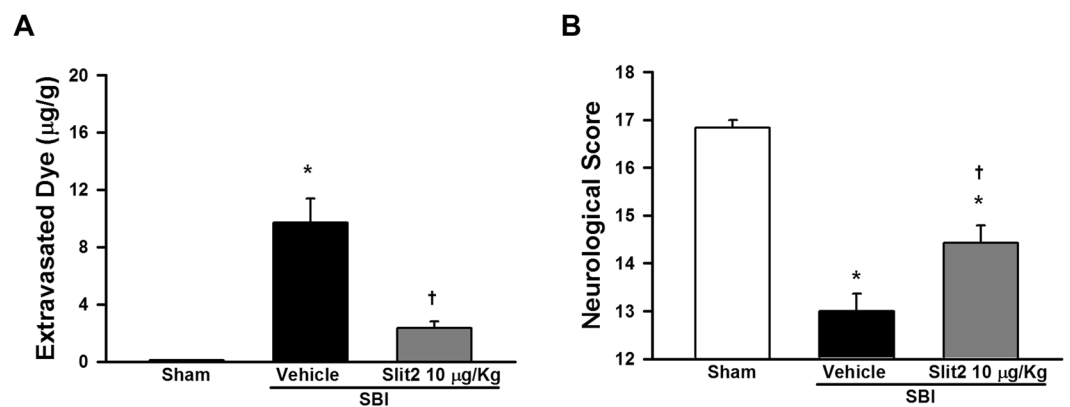 A
Extravasated Dye (μg/g)
20
16
12
8
4
0
*
†
Sham
Vehicle
Slit2 10 μg/Kg
SBI
B
Neurological Score
18
17
16
15
14
13
12
*
†
*
Sham
Vehicle
Slit2 10 μg/Kg
SBI